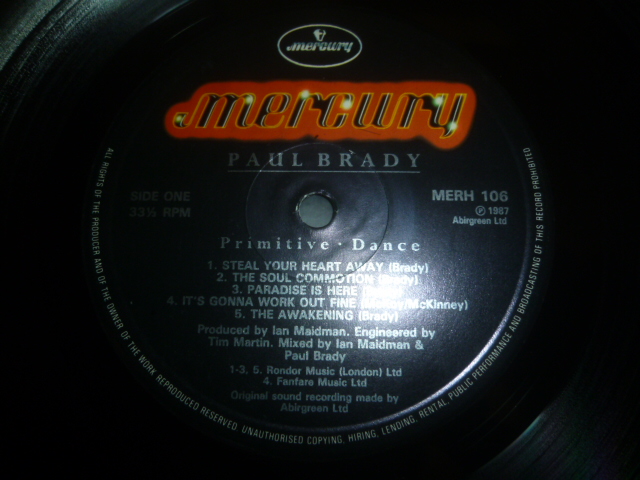 mercury
mercury
PAUL BRADY
SIDE ONE
33⅓ RPM
MERH 106
℗ 1987
Abirgreen Ltd
Primitive · Dance
1. STEAL YOUR HEART AWAY (Brady)
2. THE SOUL COMMOTION (Brady)
3. PARADISE IS HERE
4. IT'S GONNA WORK OUT FINE (McCoy/McKinney)
5. THE AWAKENING (Brady)
Produced by Ian Maidman. Engineered by
Tim Martin. Mixed by Ian Maidman &
Paul Brady
1-3, 5. Rondor Music (London) Ltd
4. Fanfare Music Ltd
Original sound recording made by
Abirgreen Ltd
ALL RIGHTS OF THE PRODUCER AND OF THE OWNER OF THE WORK REPRODUCED RESERVED. UNAUTHORISED COPYING, HIRING, LENDING, RENTAL, PUBLIC PERFORMANCE AND BROADCASTING OF THIS RECORD PROHIBITED